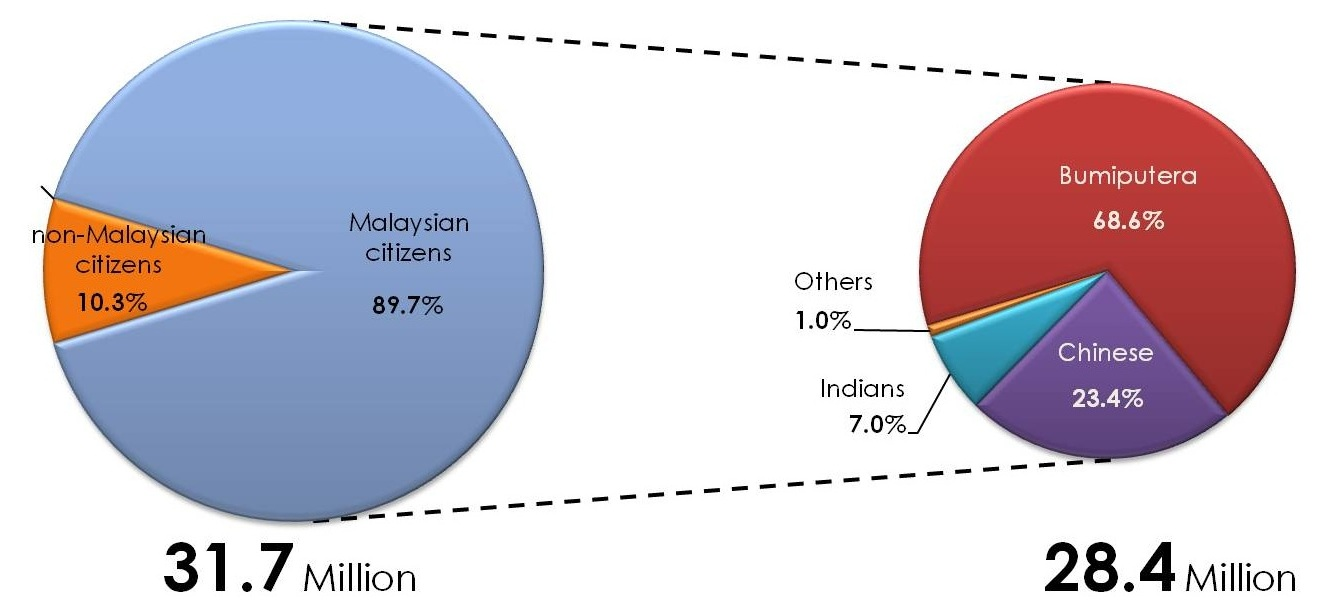 non-Malaysian
citizens
10.3%
Malaysian
citizens
89.7%
31.7 Million
Bumiputera
68.6%
Others
1.0%
Chinese
23.4%
Indians
7.0%
28.4 Million